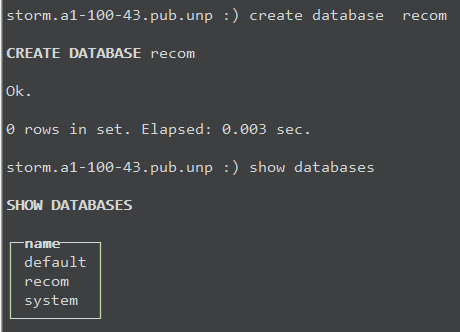 storm.a1-100-43.pub.unp :) create database  recom
CREATE DATABASE recom
Ok.
0 rows in set. Elapsed: 0.003 sec.
storm.a1-100-43.pub.unp :) show databases
SHOW DATABASES
name
default
recom
system